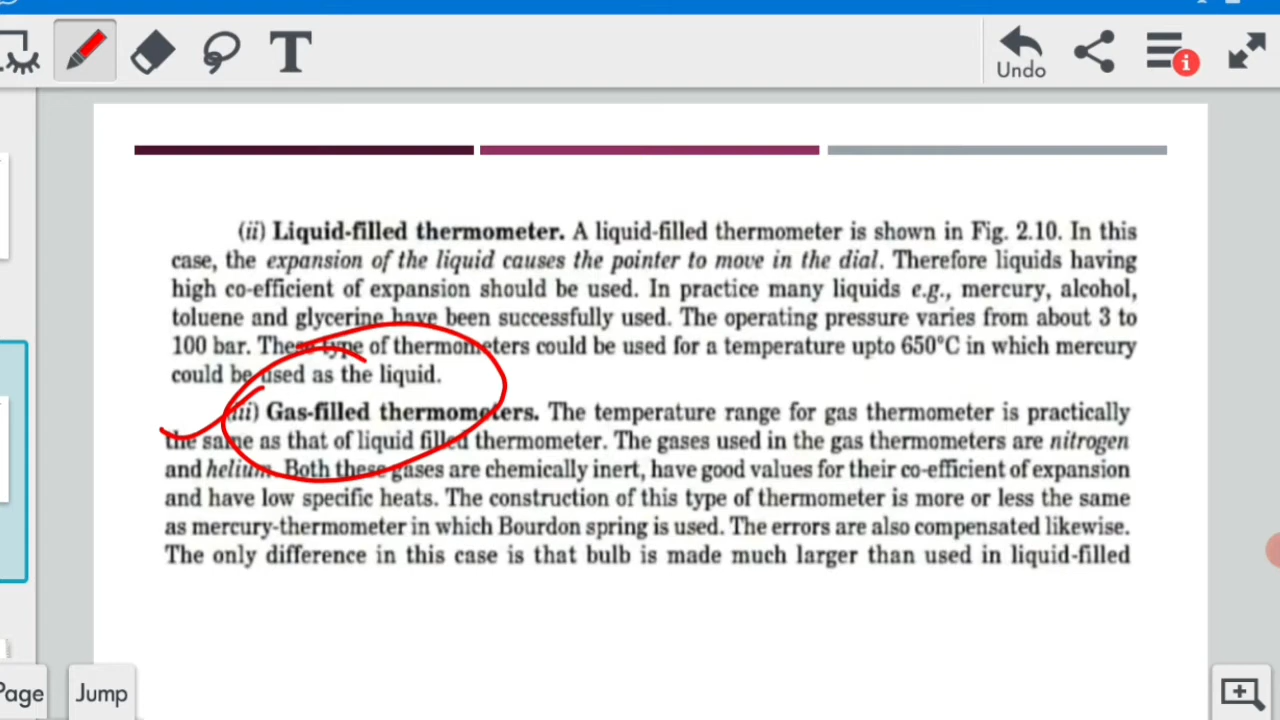 T
Undo
i
(ii) Liquid-filled thermometer. A liquid-filled thermometer is shown in Fig. 2.10. In this
case, the expansion of the liquid causes the pointer to move in the dial. Therefore liquids having
high co-efficient of expansion should be used. In practice many liquids e.g., mercury, alcohol,
toluene and glycerine have been successfully used. The operating pressure varies from about 3 to
100 bar. These type of thermometers could be used for a temperature upto 650°C in which mercury
could be used as the liquid.
(iii) Gas-filled thermometers. The temperature range for gas thermometer is practically
the same as that of liquid filled thermometer. The gases used in the gas thermometers are nitrogen
and helium. Both these gases are chemically inert, have good values for their co-efficient of expansion
and have low specific heats. The construction of this type of thermometer is more or less the same
as mercury-thermometer in which Bourdon spring is used. The errors are also compensated likewise.
The only difference in this case is that bulb is made much larger than used in liquid-filled
Page
Jump